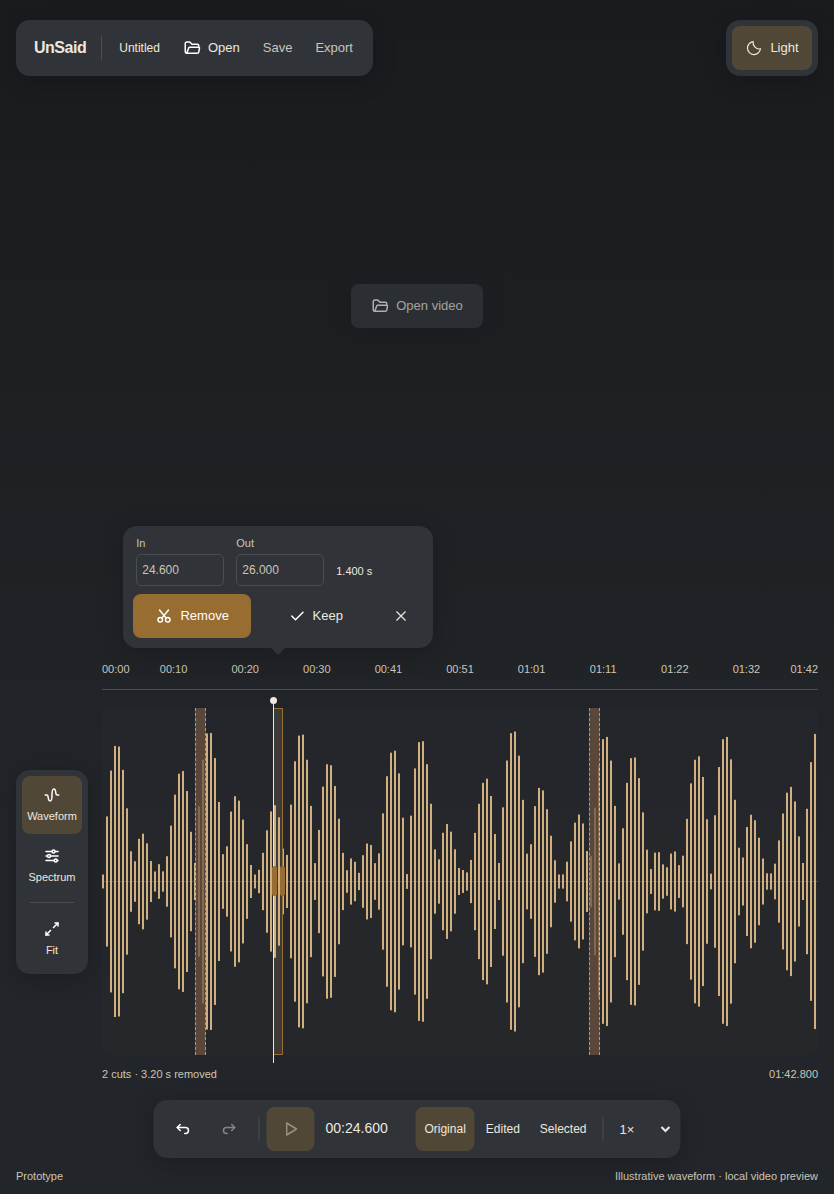 UnSaid
Untitled
Open
Save
Export
Light
Open video
In
Out
24.600
26.000
1.400 s
Remove
Keep
00:00 00:10 00:20 00:30 00:41 00:51 01:01 01:11 01:22 01:32 01:42
Waveform
Spectrum
Fit
2 cuts · 3.20 s removed
01:42.800
00:24.600
Original
Edited
Selected
1×
Prototype
Illustrative waveform · local video preview